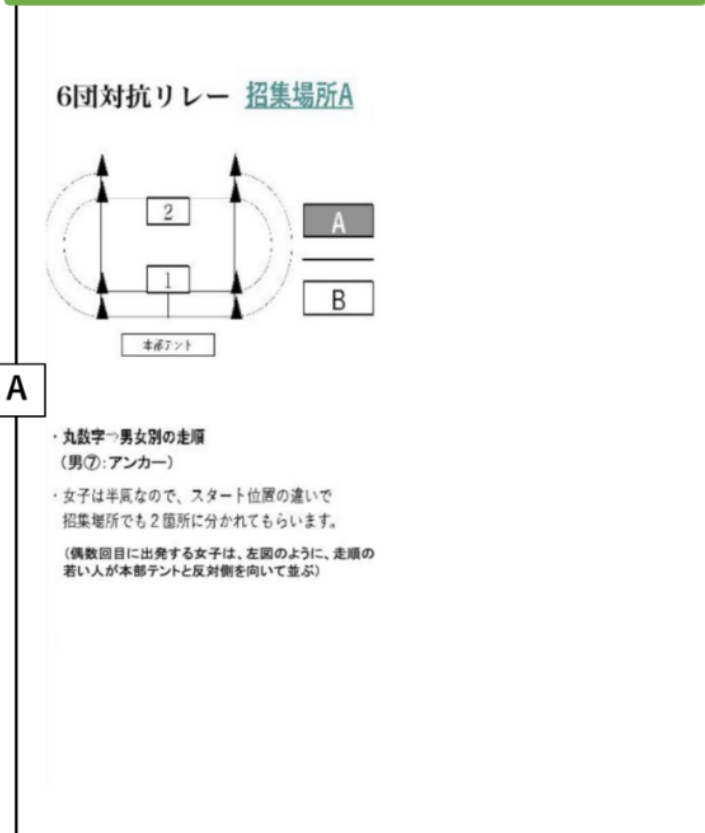 6団対抗リレー 招集場所A
2
A
1
B
本部テント
A
・丸数字⇒男女別の走順
(男⑦:アンカー)
・女子は半周なので、スタート位置の違いで
招集場所でも2箇所に分かれてもらいます。
(偶数回目に出発する女子は、左図のように、走順の
若い人が本部テントと反対側を向いて並ぶ)